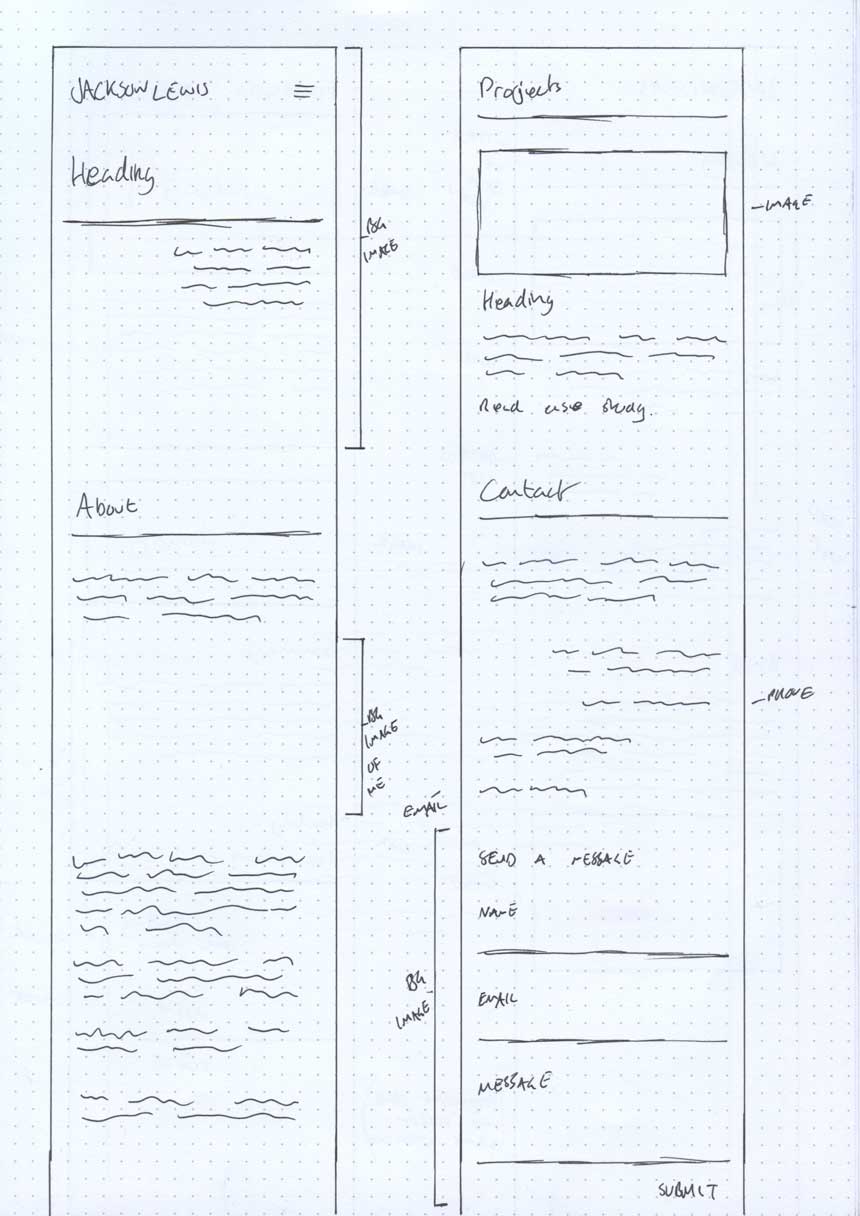 JACKSON LEWIS
Heading
BG
IMAGE
About
BG
IMAGE
OF
ME
Projects
IMAGE
Heading
Read case study.
Contact
PHONE
EMAIL
SEND A MESSAGE
NAME
EMAIL
BG
IMAGE
MESSAGE
SUBMIT